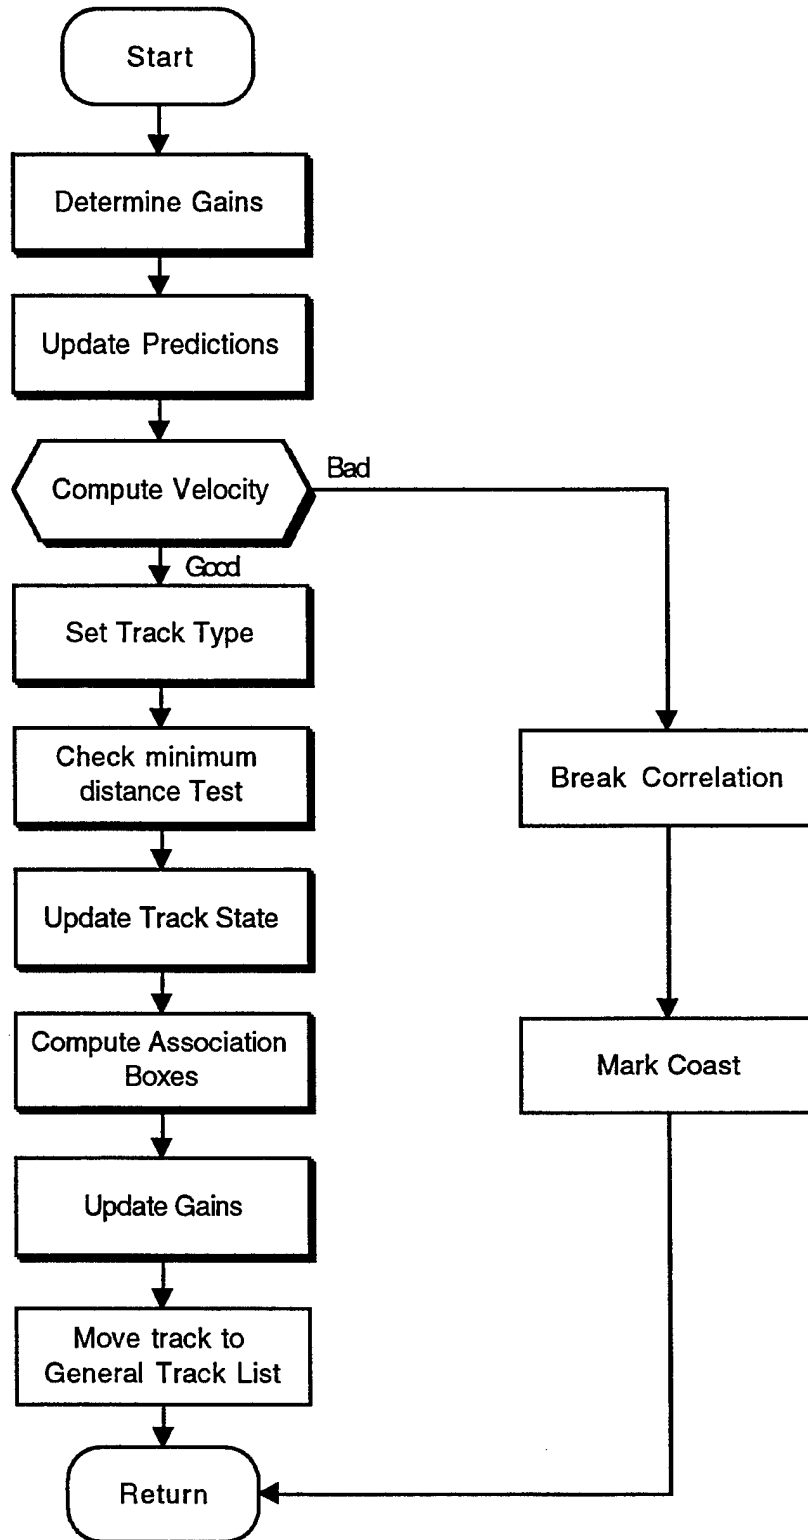 Start
Determine Gains
Update Predictions
Compute Velocity
Bad
Good
Set Track Type
Check minimum
distance Test
Break Correlation
Update Track State
Compute Association
Boxes
Mark Coast
Update Gains
Move track to
General Track List
Return